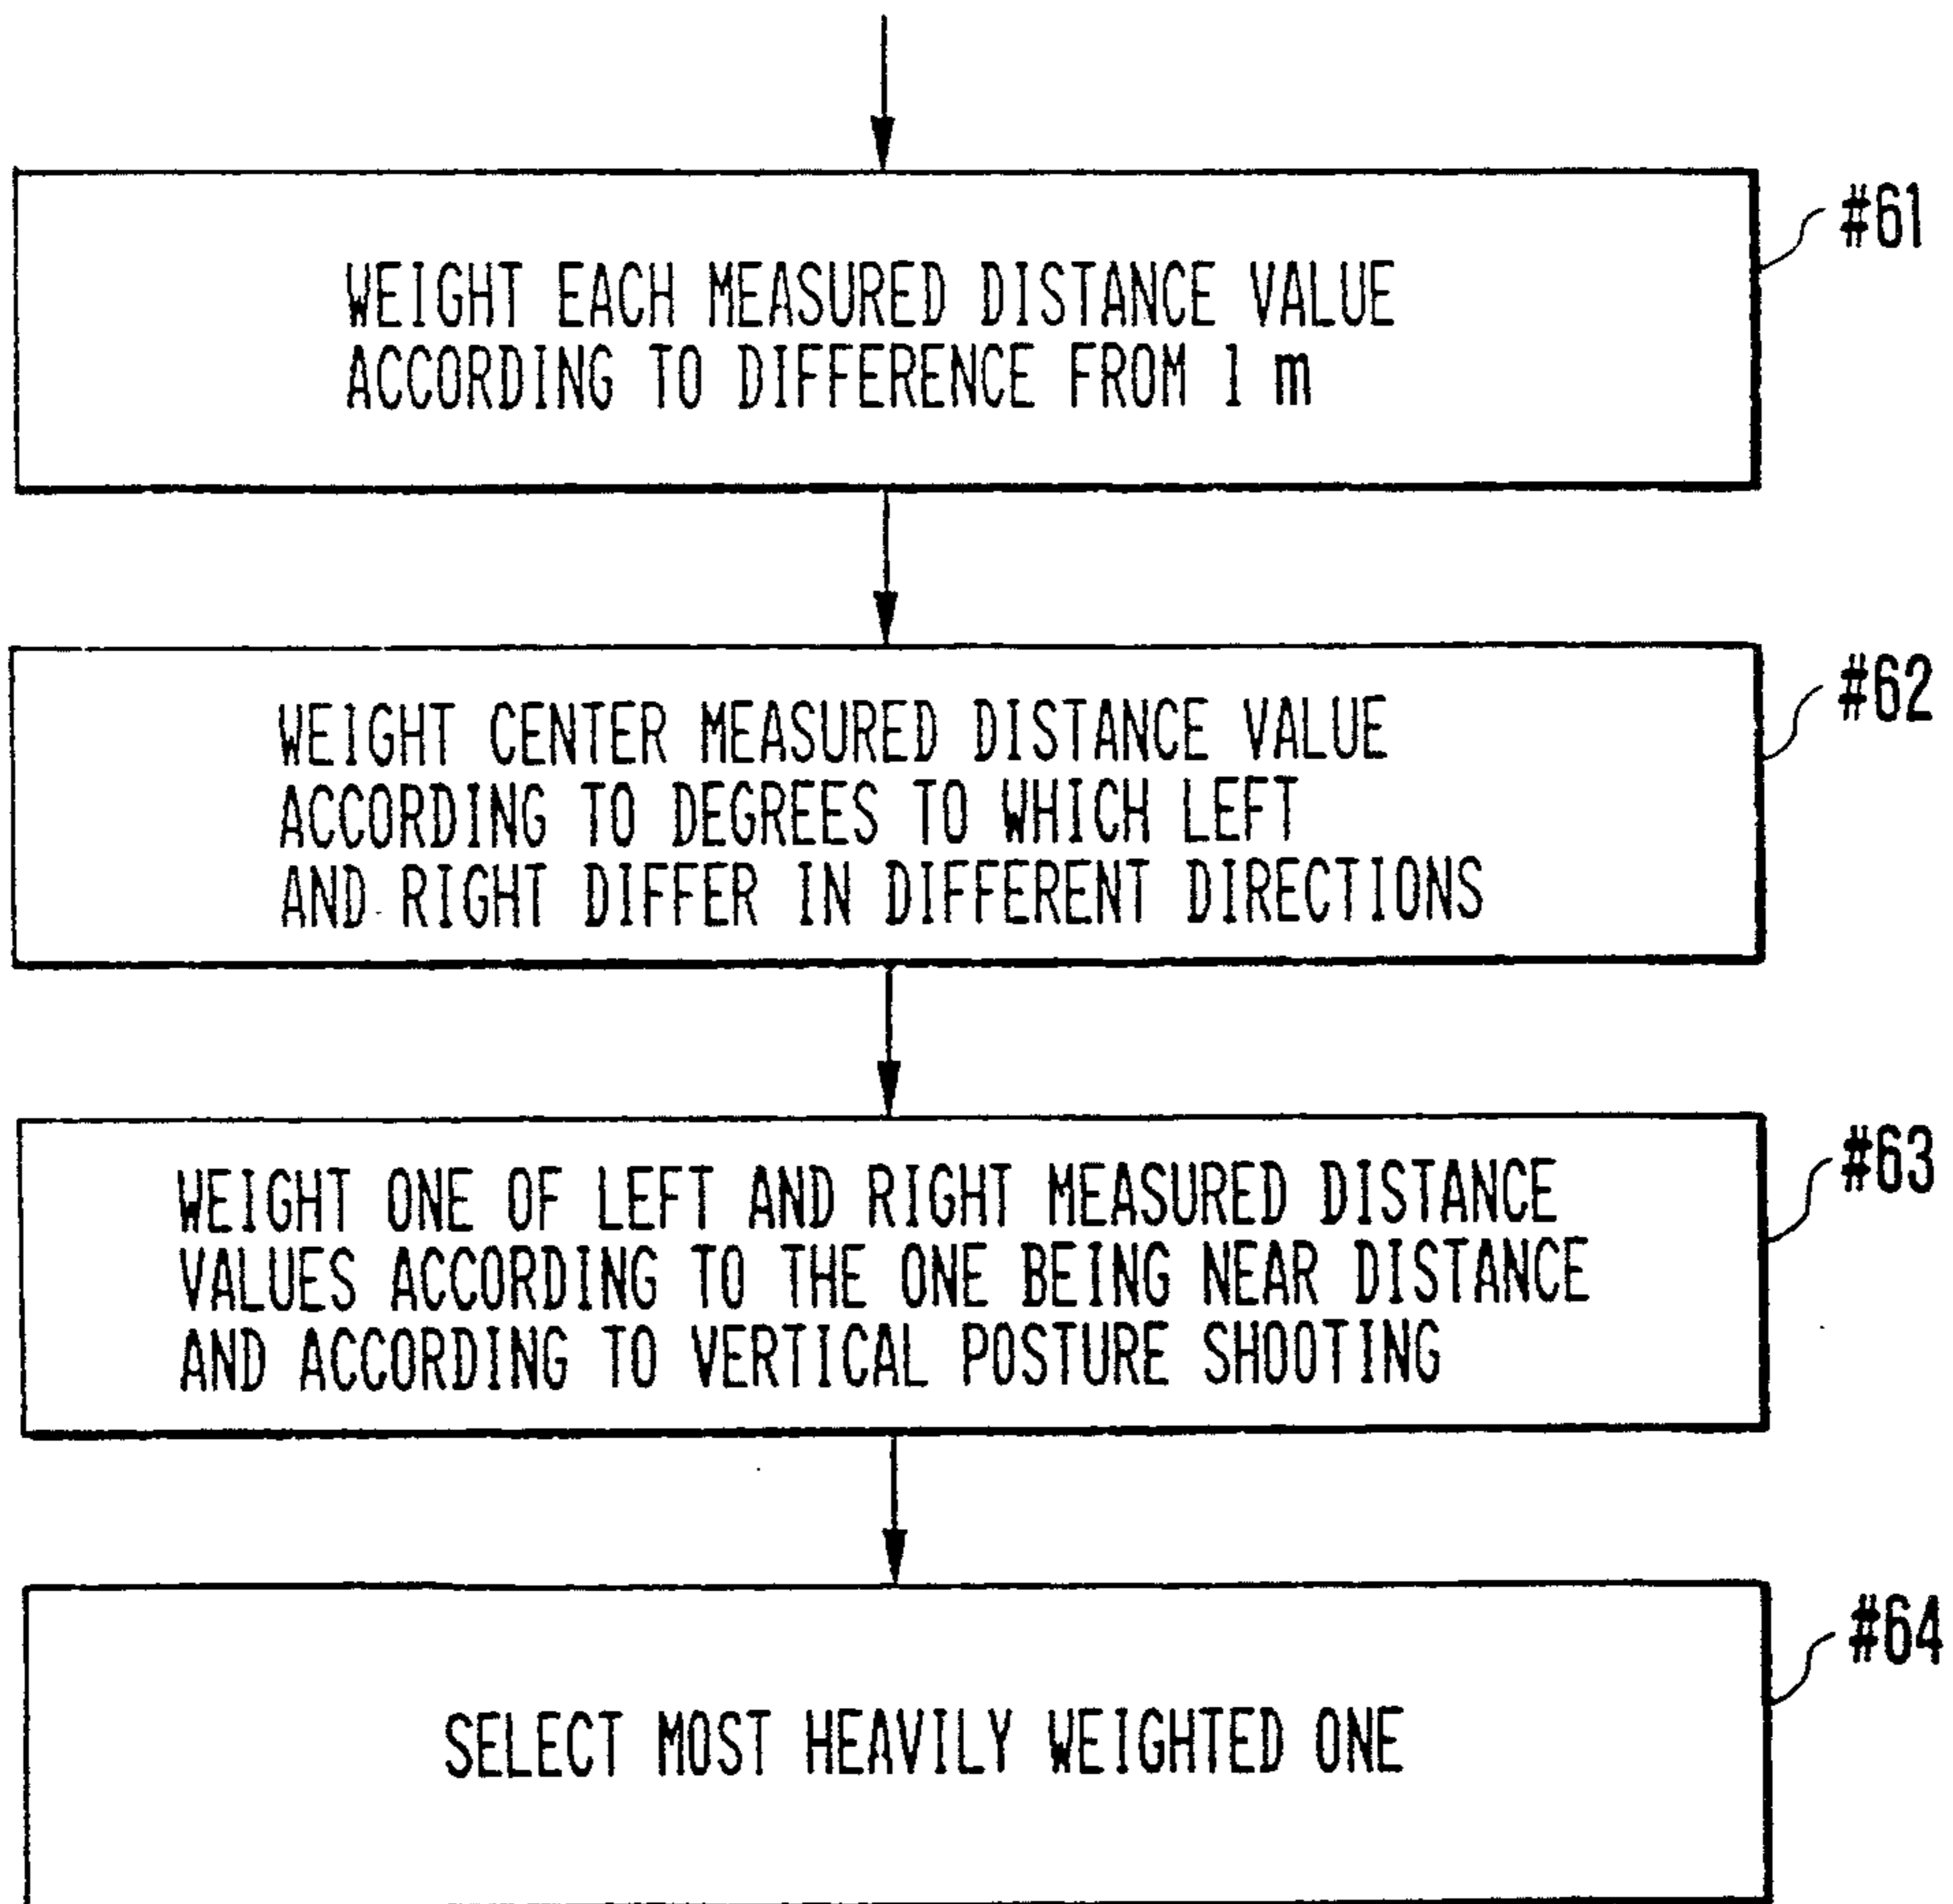 #61
WEIGHT EACH MEASURED DISTANCE VALUE
ACCORDING TO DIFFERENCE FROM 1 m
#62
WEIGHT CENTER MEASURED DISTANCE VALUE
ACCORDING TO DEGREES TO WHICH LEFT
AND RIGHT DIFFER IN DIFFERENT DIRECTIONS
#63
WEIGHT ONE OF LEFT AND RIGHT MEASURED DISTANCE
VALUES ACCORDING TO THE ONE BEING NEAR DISTANCE
AND ACCORDING TO VERTICAL POSTURE SHOOTING
#64
SELECT MOST HEAVILY WEIGHTED ONE